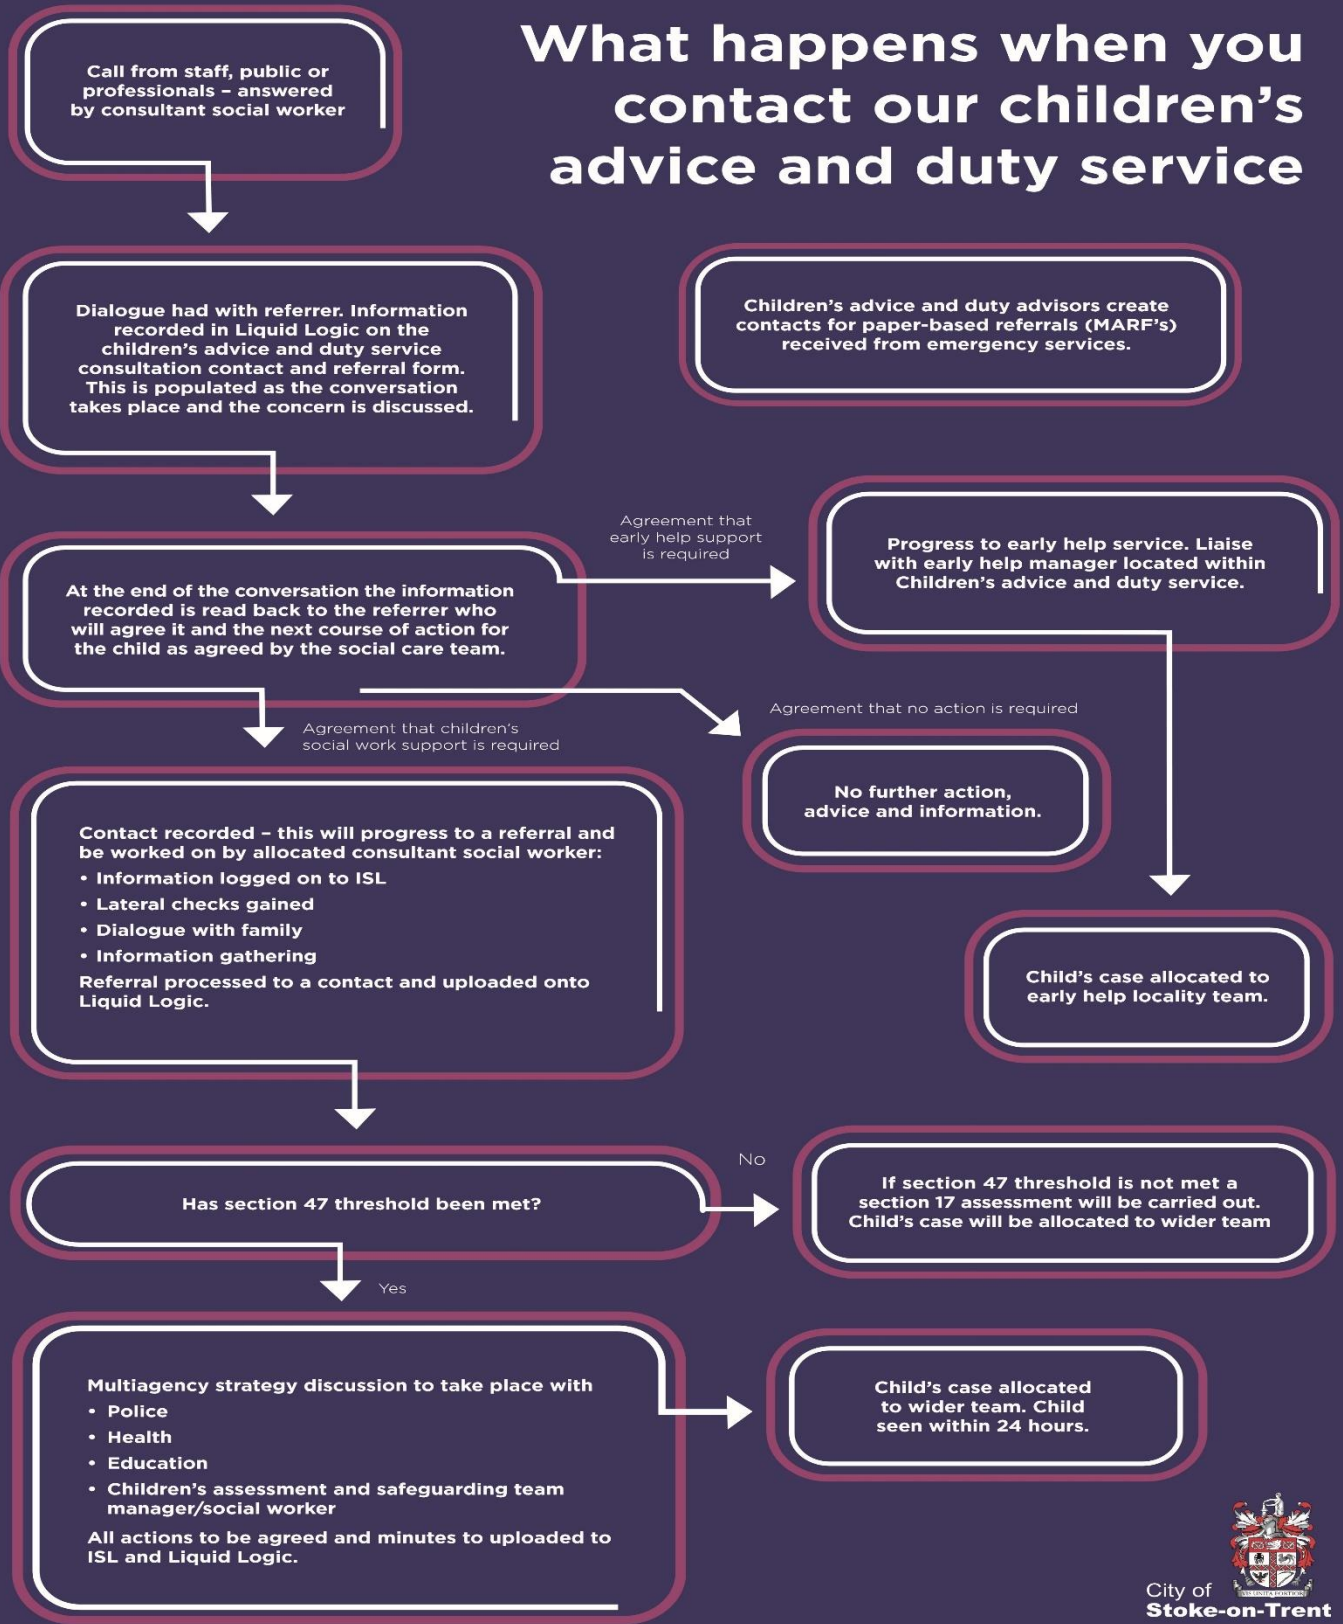 What happens when you
contact our children's
advice and duty service
Call from staff, public or
professionals – answered
by consultant social worker
Dialogue had with referrer. Information
recorded in Liquid Logic on the
children's advice and duty service
consultation contact and referral form.
This is populated as the conversation
takes place and the concern is discussed.
Children's advice and duty advisors create
contacts for paper-based referrals (MARF's)
received from emergency services.
At the end of the conversation the information
recorded is read back to the referrer who
will agree it and the next course of action for
the child as agreed by the social care team.
Agreement that
early help support
is required
Progress to early help service. Liaise
with early help manager located within
Children's advice and duty service.
Agreement that children's
social work support is required
Agreement that no action is required
No further action,
advice and information.
Contact recorded – this will progress to a referral and
be worked on by allocated consultant social worker:
• Information logged on to ISL
• Lateral checks gained
• Dialogue with family
• Information gathering
Referral processed to a contact and uploaded onto
Liquid Logic.
Child's case allocated to
early help locality team.
Has section 47 threshold been met?
No
If section 47 threshold is not met a
section 17 assessment will be carried out.
Child's case will be allocated to wider team
Yes
Multiagency strategy discussion to take place with
• Police
• Health
• Education
• Children's assessment and safeguarding team
manager/social worker
All actions to be agreed and minutes to uploaded to
ISL and Liquid Logic.
Child's case allocated
to wider team. Child
seen within 24 hours.
VIS UNITA FORTIOR
City of
Stoke-on-Trent